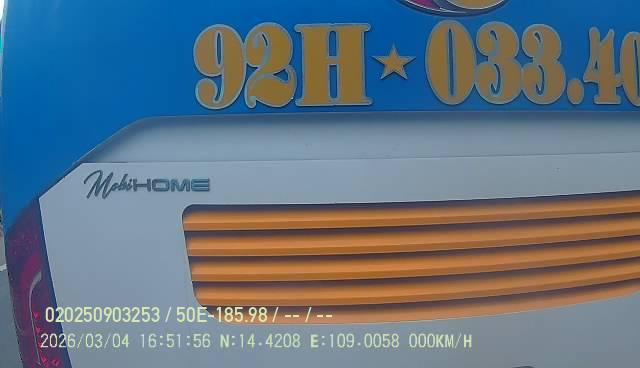 92H★033.40
MobiHOME
020250903253 / 50E-185.98 / -- / --
2026/03/04 16:51:56 N:14.4208 E:109.0058 000KM/H